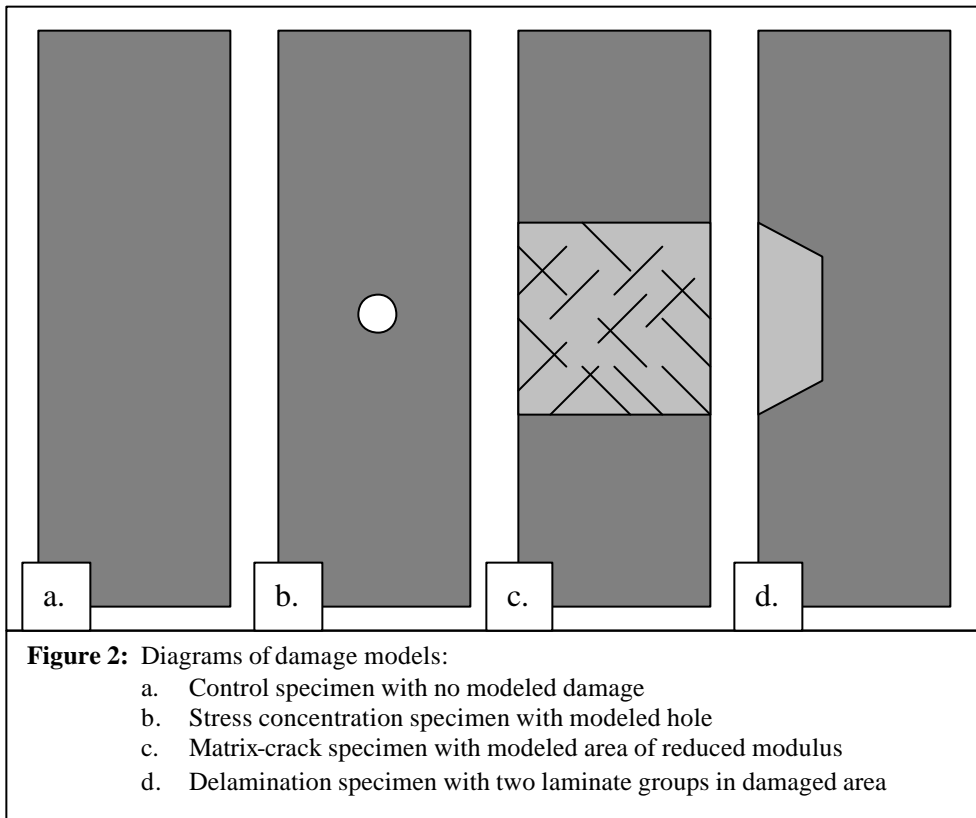 a.
b.
c.
d.
Figure 2: Diagrams of damage models:
a. Control specimen with no modeled damage
b. Stress concentration specimen with modeled hole
c. Matrix-crack specimen with modeled area of reduced modulus
d. Delamination specimen with two laminate groups in damaged area